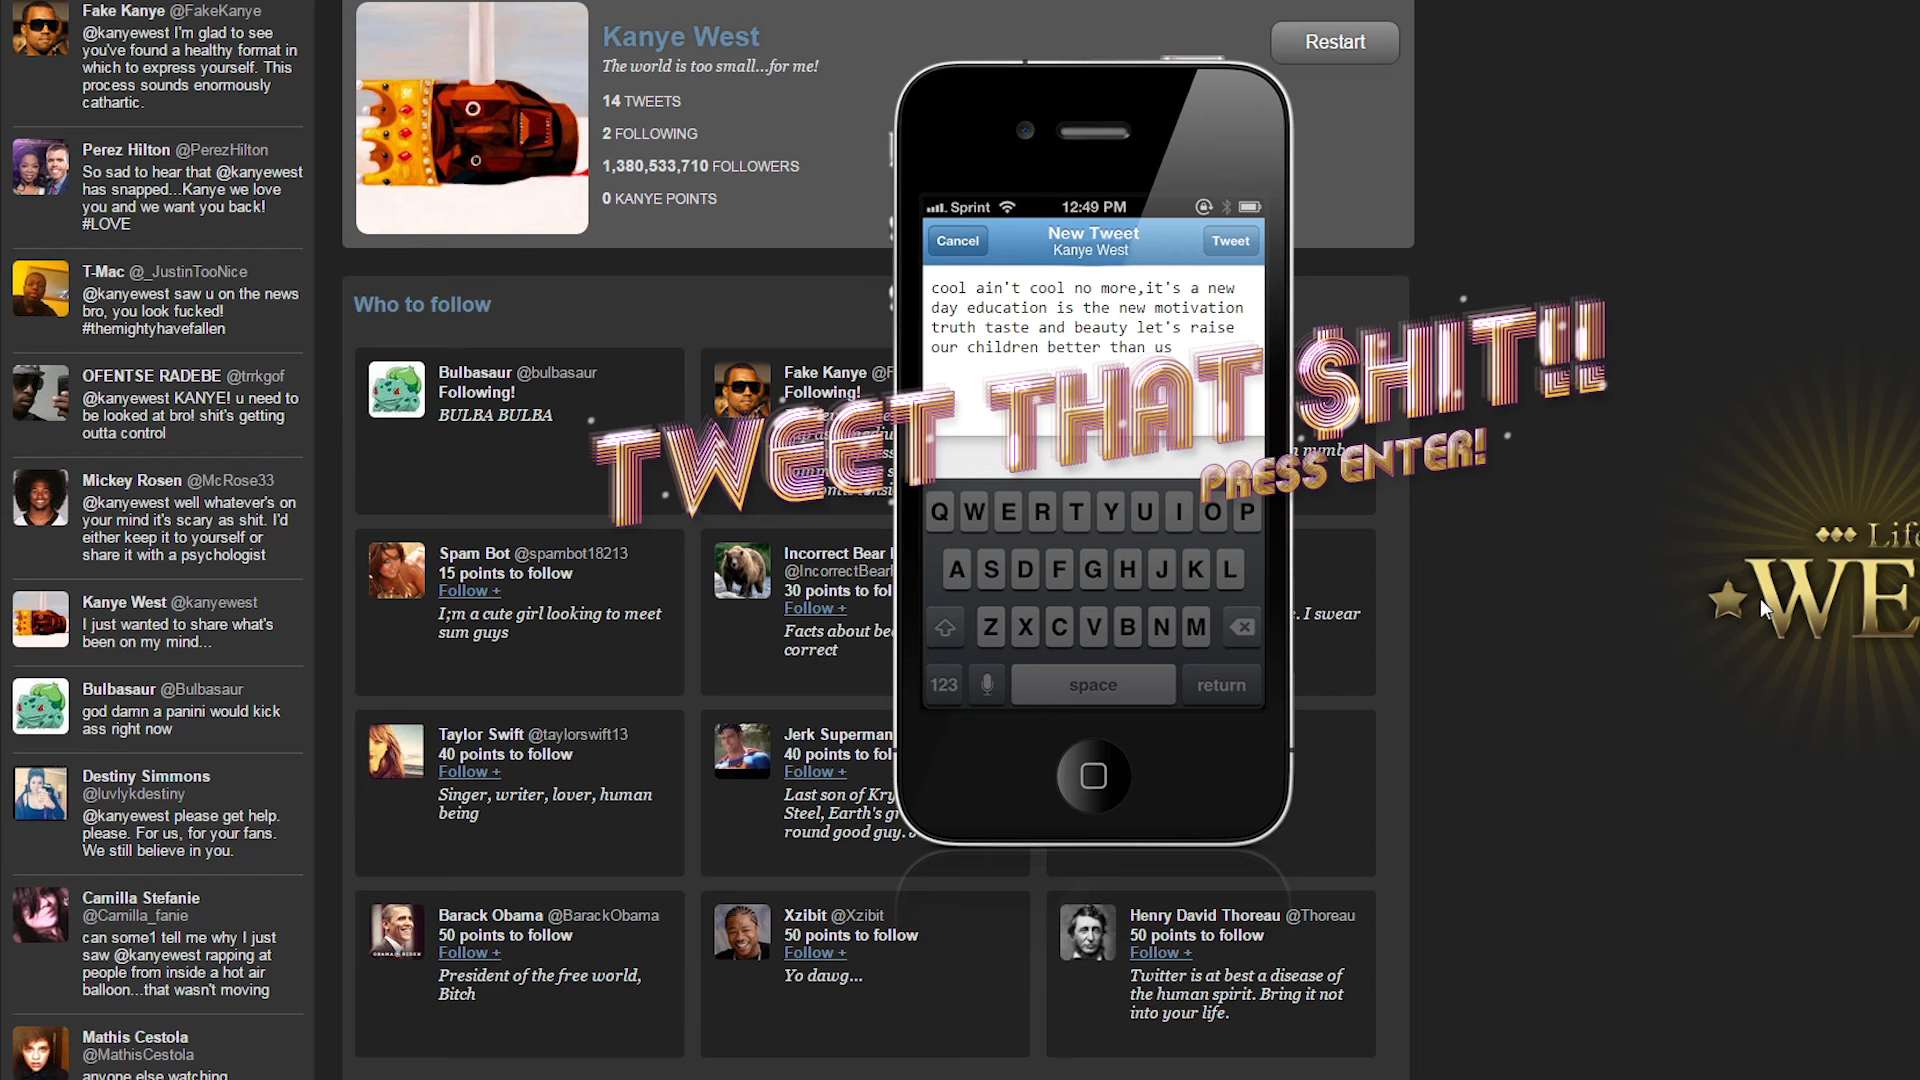 Fake Kanye @FakeKanye
@kanyewest I'm glad to see
you've found a healthy format in
which to express yourself. This
process sounds enormously
cathartic.
Perez Hilton @PerezHilton
So sad to hear that @kanyewest
has snapped...Kanye we love
you and we want you back!
#LOVE
T-Mac @_JustinTooNice
@kanyewest saw u on the news
bro, you look fucked!
#themightyhavefallen
OFENTSE RADEBE @trrkgof
@kanyewest KANYE! u need to
be looked at bro! shit's getting
outta control
Mickey Rosen @McRose33
@kanyewest well whatever's on
your mind it's scary as shit. I'd
either keep it to yourself or
share it with a psychologist
Kanye West @kanyewest
I just wanted to share what's
been on my mind...
Bulbasaur @Bulbasaur
god damn a panini would kick
ass right now
Destiny Simmons
@luvlykdestiny
@kanyewest please get help.
please. For us, for your fans.
We still believe in you.
Camilla Stefanie
@Camilla_fanie
can some1 tell me why I just
saw @kanyewest rapping at
people from inside a hot air
balloon...that wasn't moving
Mathis Cestola
@MathisCestola
anyone else watching
Kanye West
The world is too small...for me!
14 TWEETS
2 FOLLOWING
1,380,533,710 FOLLOWERS
0 KANYE POINTS
Restart
Who to follow
Bulbasaur @bulbasaur
Following!
BULBA BULBA
Fake Kanye @F
Following!
Spam Bot @spambot18213
15 points to follow
Follow +
I;m a cute girl looking to meet
sum guys
Incorrect Bear
@IncorrectBear
30 points to fol
Follow +
Facts about be
correct
. I swear
Taylor Swift @taylorswift13
40 points to follow
Follow +
Singer, writer, lover, human
being
Jerk Superman
40 points to fol
Follow +
Last son of Kry
Steel, Earth's gr
round good guy.
Barack Obama @BarackObama
50 points to follow
Follow +
President of the free world,
Bitch
Xzibit @Xzibit
50 points to follow
Follow +
Yo dawg...
Henry David Thoreau @Thoreau
50 points to follow
Follow +
Twitter is at best a disease of
the human spirit. Bring it not
into your life.
Sprint 12:49 PM
Cancel New Tweet Tweet
Kanye West
cool ain't cool no more,it's a new
day education is the new motivation
truth taste and beauty let's raise
our children better than us
TWEET THAT $HIT!!
PRESS ENTER!
Q W E R T Y U I O P
A S D F G H J K L
Z X C V B N M
123 space return
Life
WE
OBAMA BIDEN